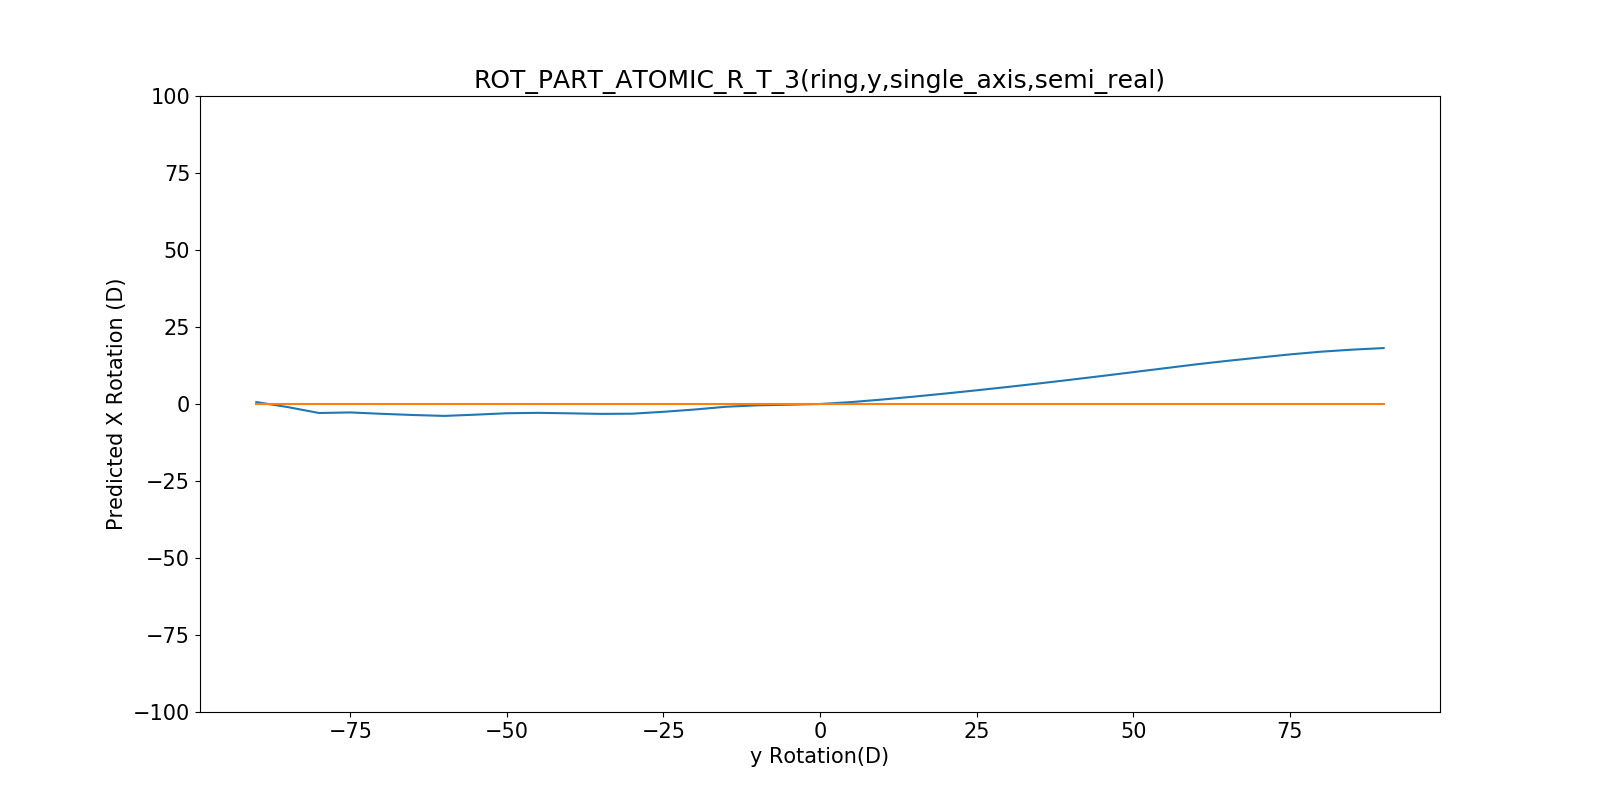 ROT_PART_ATOMIC_R_T_3(ring,y,single_axis,semi_real)
100
75
50
25
0
−25
−50
−75
−100
Predicted X Rotation (D)
−75 −50 −25 0 25 50 75
y Rotation(D)